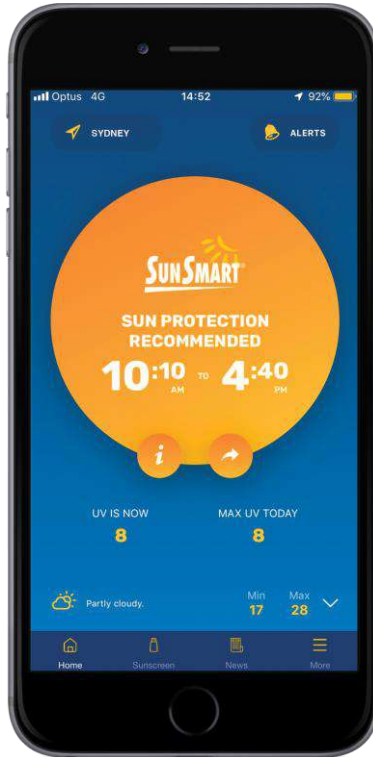 Optus 4G 14:52 92%
SYDNEY ALERTS
SUNSMART
SUN PROTECTION
RECOMMENDED
10:10 AM TO 4:40 PM
i
UV IS NOW MAX UV TODAY
8 8
Partly cloudy. Min 17 Max 28
Home Sunscreen News More